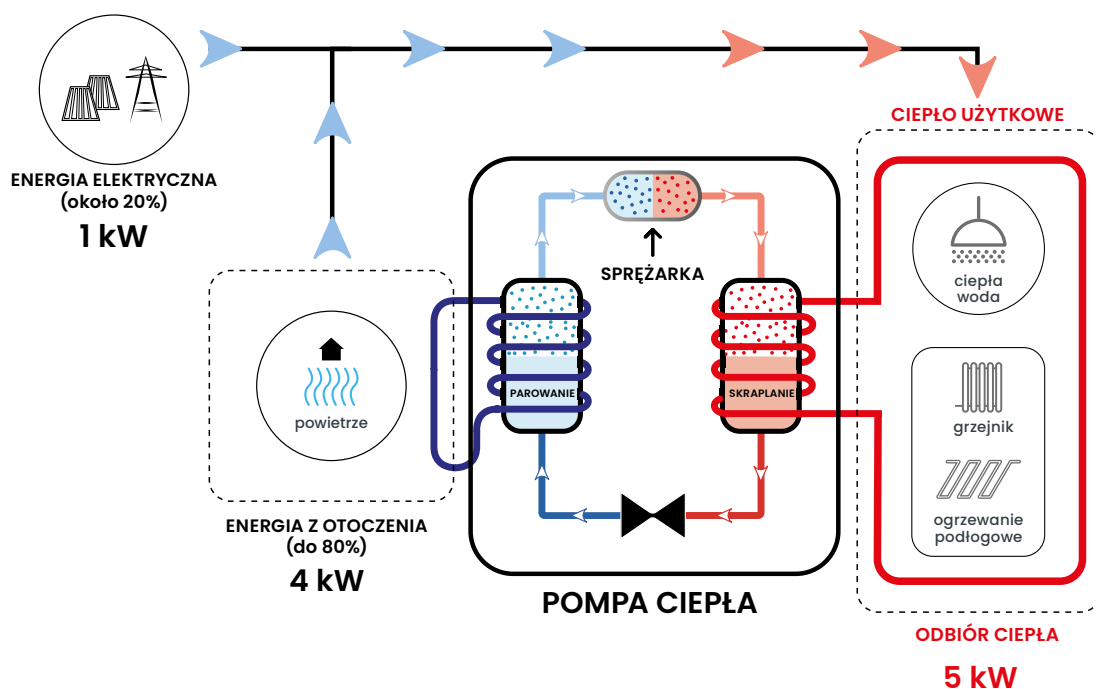 ENERGIA ELEKTRYCZNA
(około 20%)
1 kW
CIEPŁO UŻYTKOWE
SPRĘŻARKA
ciepła
woda
powietrze
PAROWANIE
SKRAPLANIE
grzejnik
ogrzewanie
podłogowe
ENERGIA Z OTOCZENIA
(do 80%)
4 kW
POMPA CIEPŁA
ODBIÓR CIEPŁA
5 kW